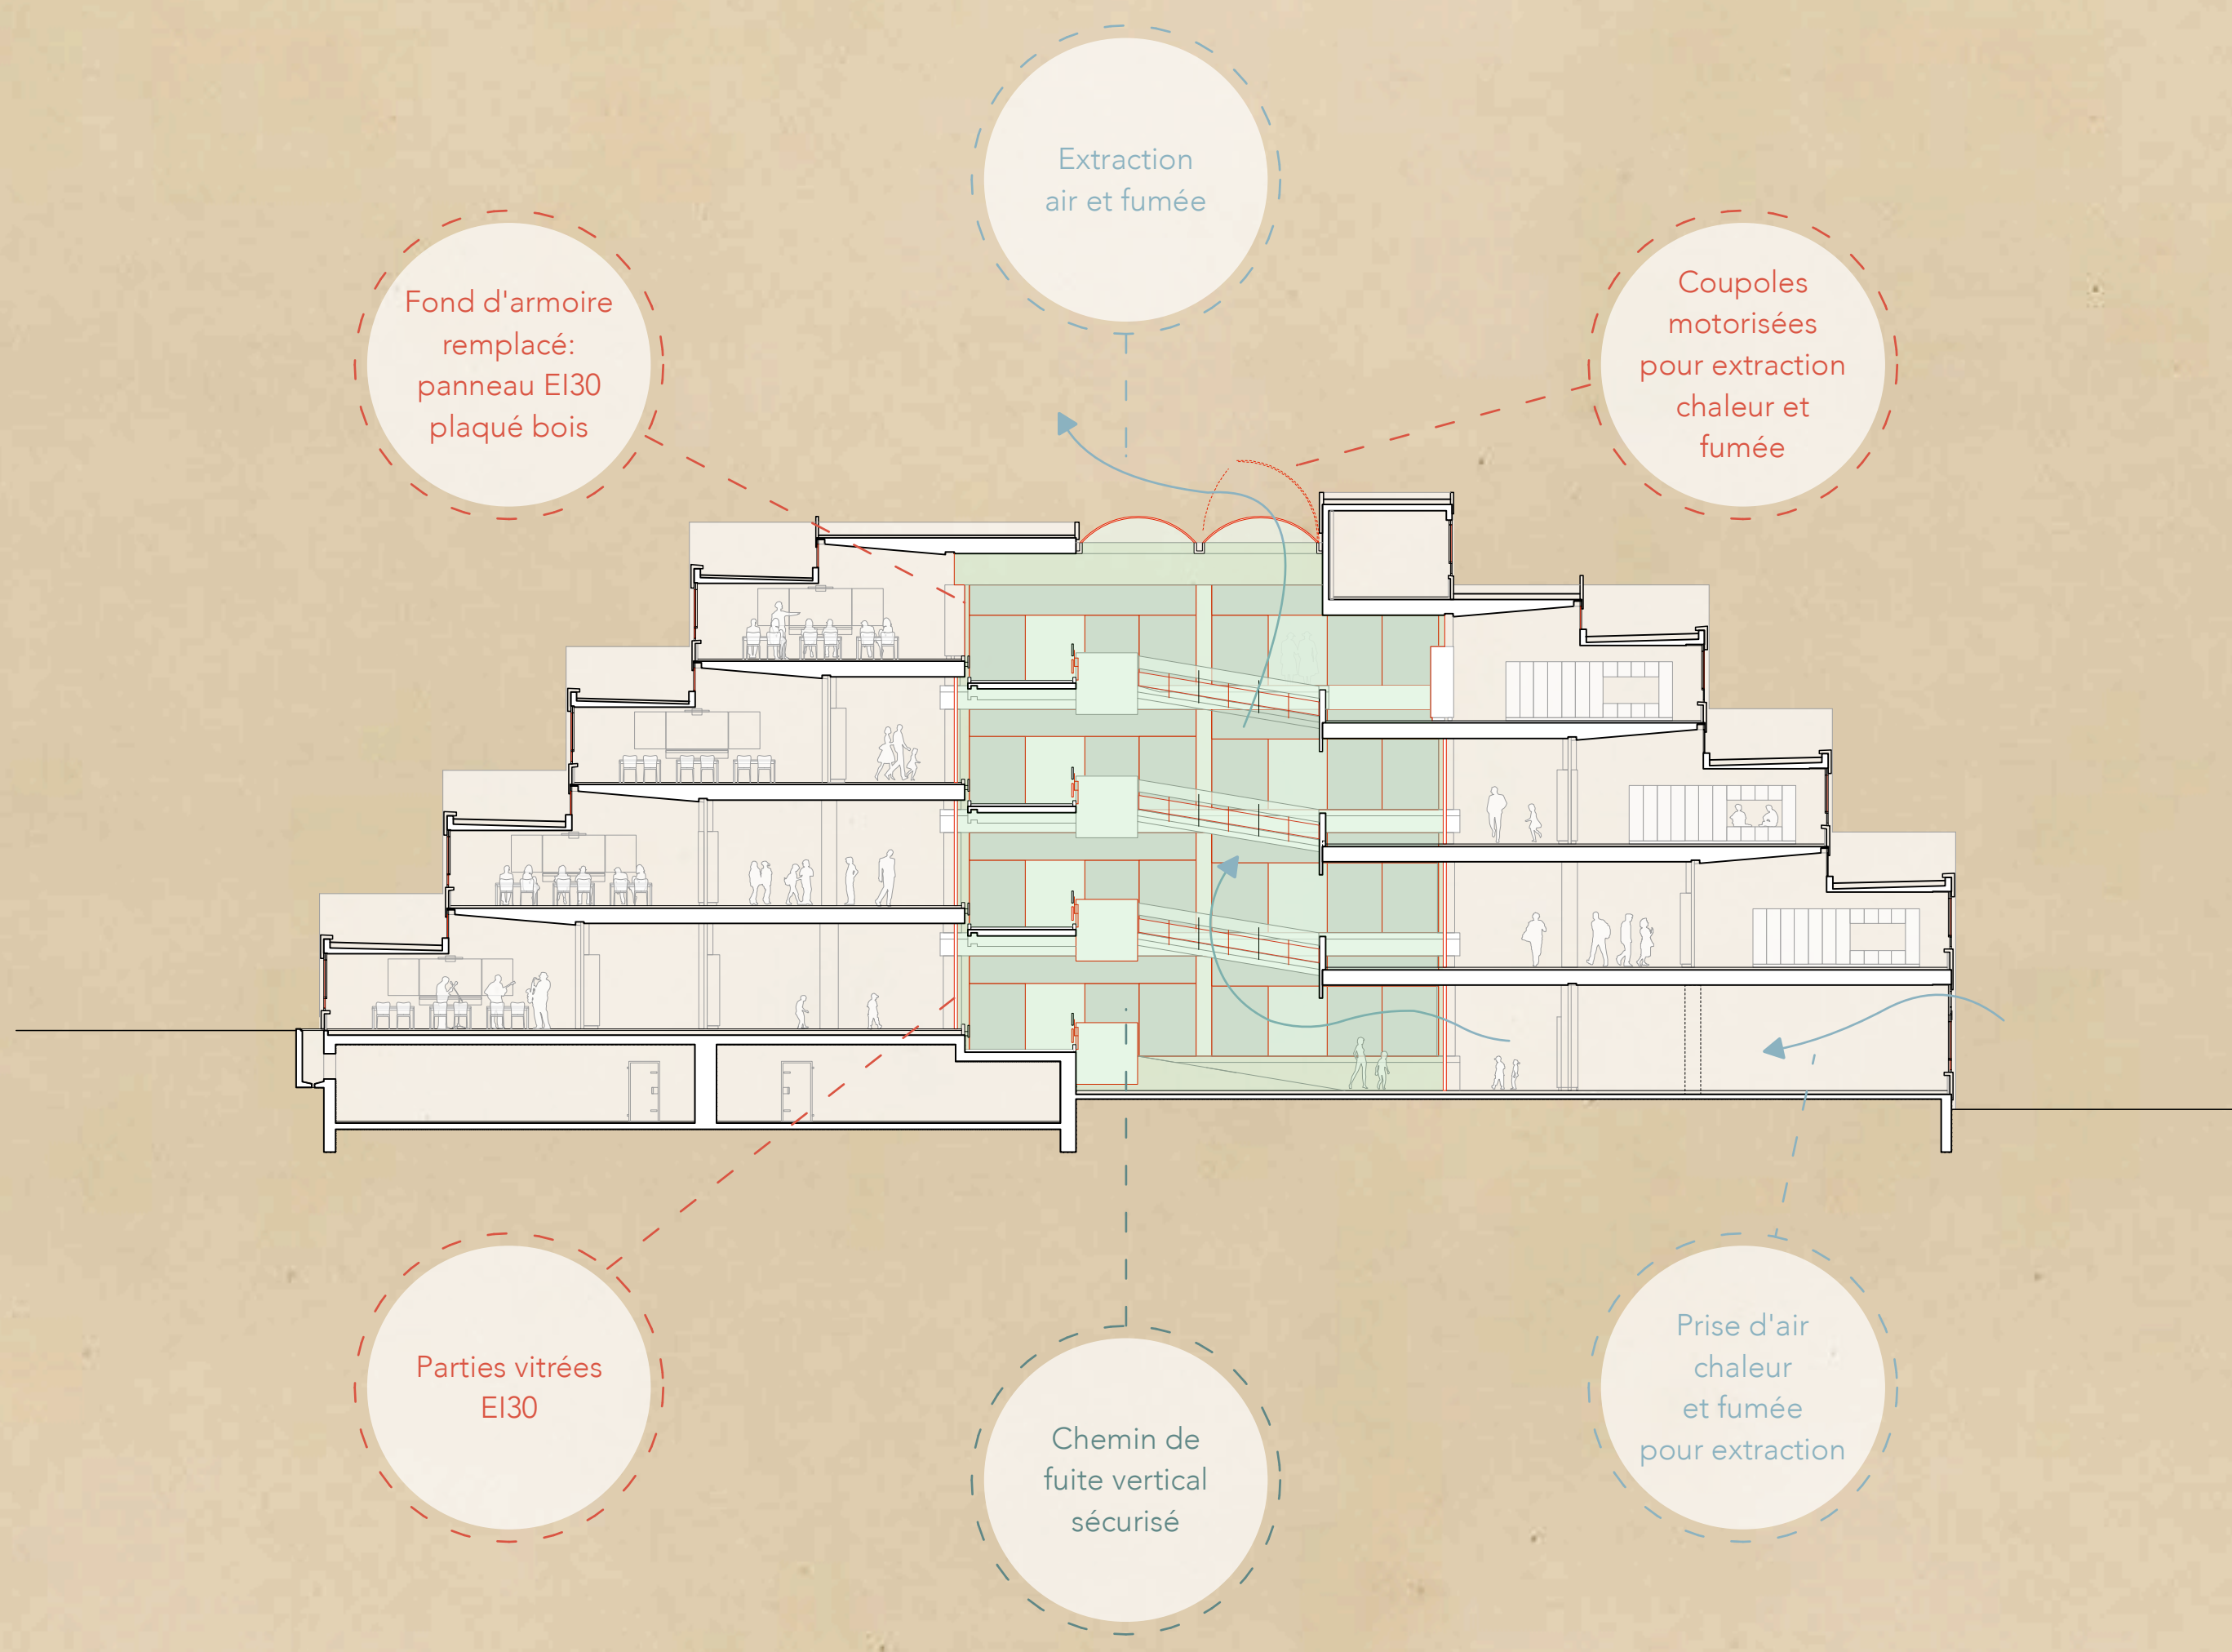 Extraction
air et fumée
Fond d'armoire
remplacé:
panneau EI30
plaqué bois
Coupoles
motorisées
pour extraction
chaleur et
fumée
Parties vitrées
EI30
Chemin de
fuite vertical
sécurisé
Prise d'air
chaleur
et fumée
pour extraction